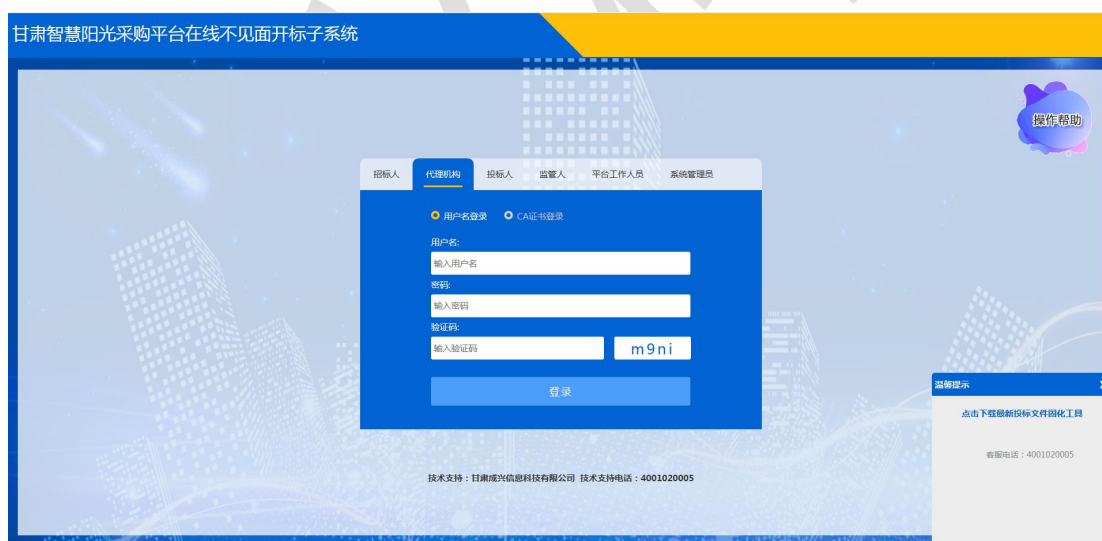 甘肃智慧阳光采购平台在线不见面开标子系统
操作帮助
招标人 代理机构 投标人 监管人 平台工作人员 系统管理员
用户名登录 CA证书登录
用户名:
输入用户名
密码:
输入密码
验证码:
输入验证码 m9ni
登录
温馨提示
点击下载最新投标文件固化工具
客服电话：4001020005
技术支持：甘肃成兴信息科技有限公司 技术支持电话：4001020005